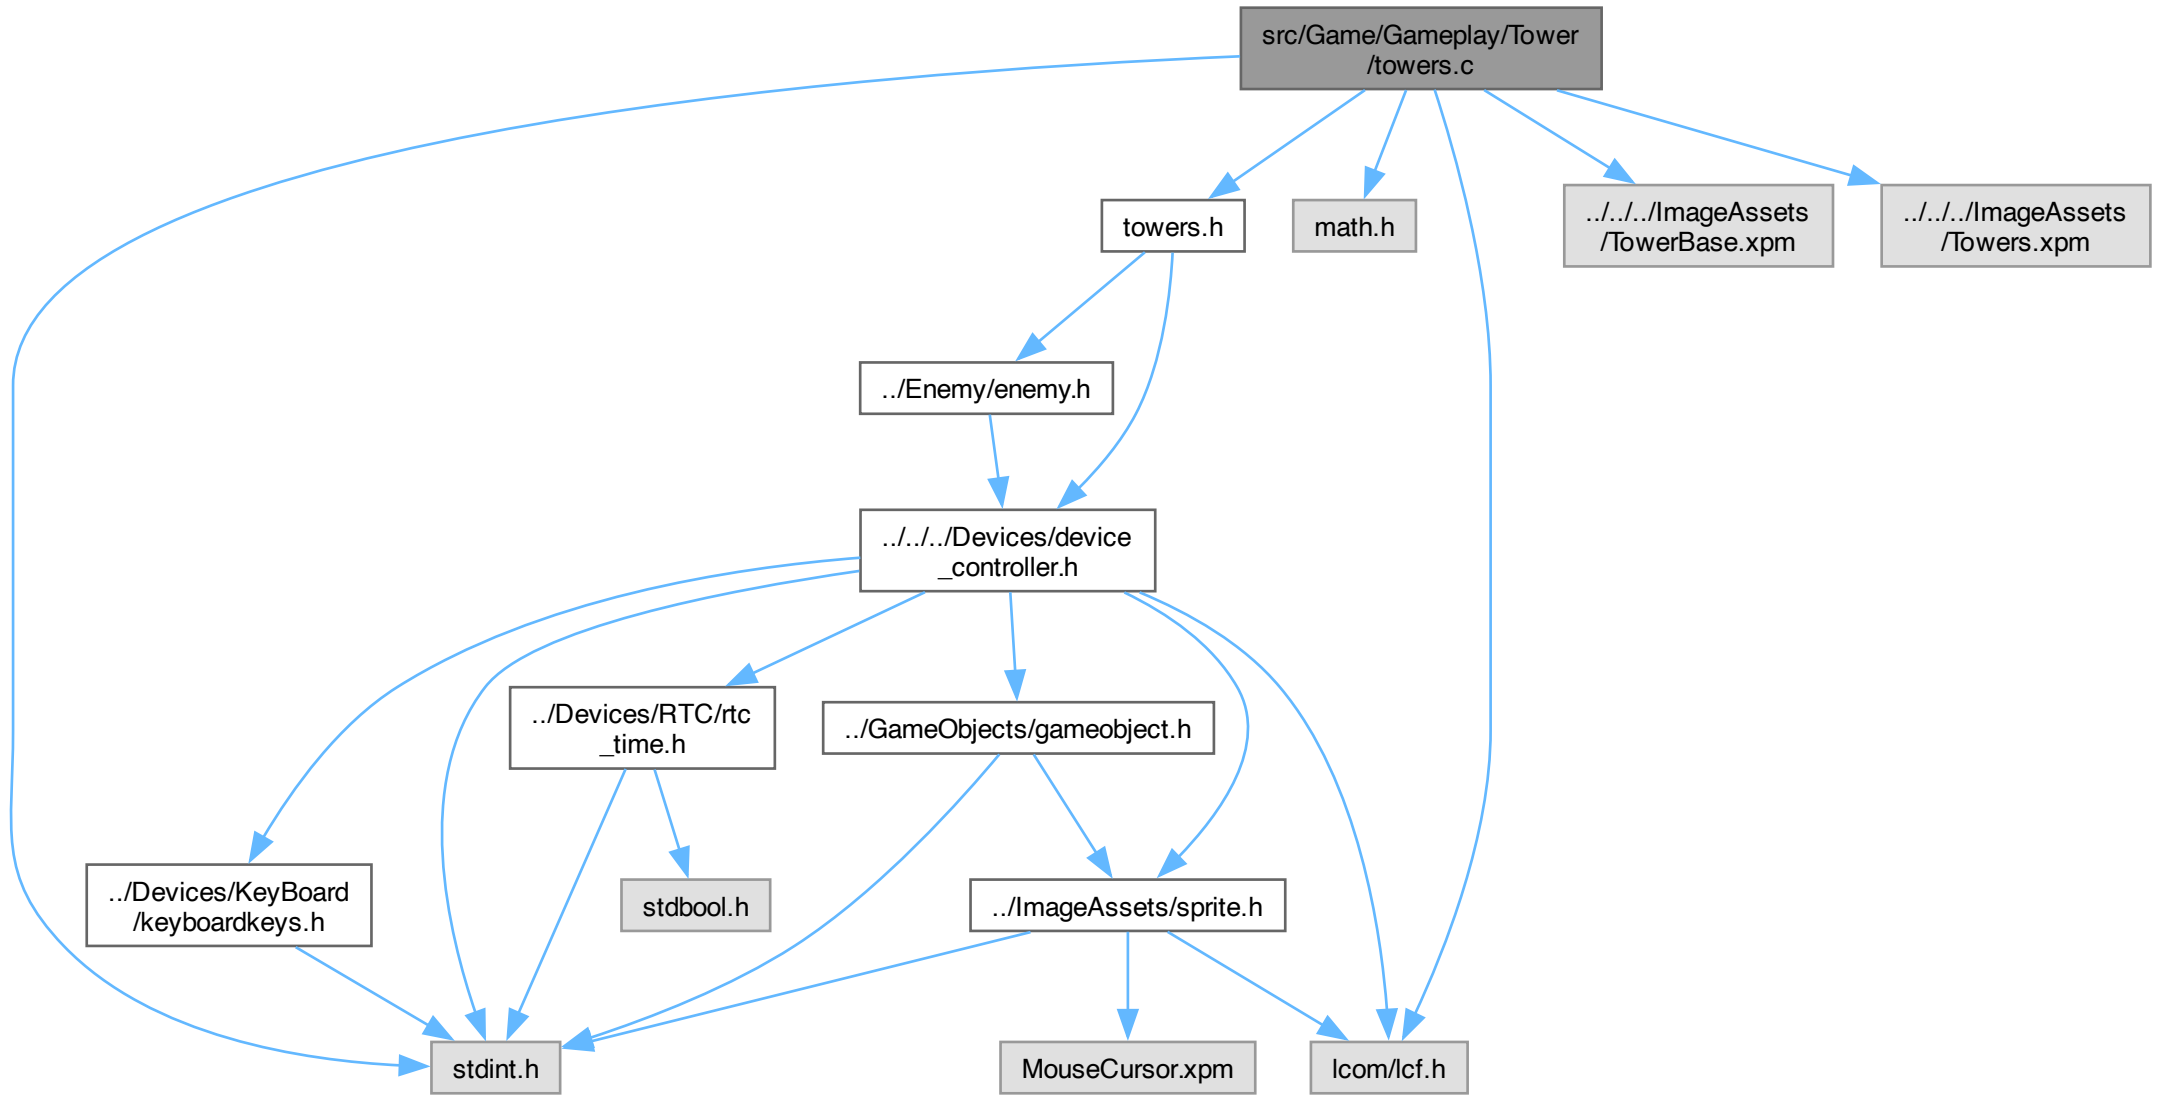 src/Game/Gameplay/Tower
/towers.c
towers.h
math.h
../../../ImageAssets
/TowerBase.xpm
../../../ImageAssets
/Towers.xpm
../Enemy/enemy.h
../../../Devices/device
_controller.h
../Devices/RTC/rtc
_time.h
../GameObjects/gameobject.h
../Devices/KeyBoard
/keyboardkeys.h
stdbool.h
../ImageAssets/sprite.h
stdint.h
MouseCursor.xpm
lcom/lcf.h